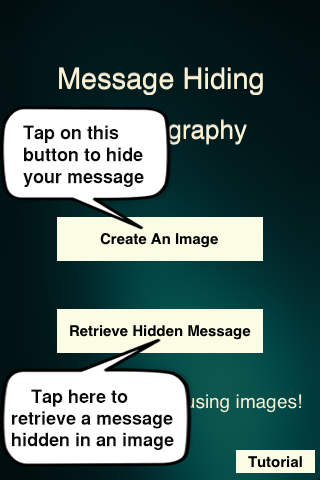 Message Hiding
graphy
Tap on this
button to hide
your message
Create An Image
Retrieve Hidden Message
Tap here to
retrieve a message
hidden in an image
using images!
Tutorial